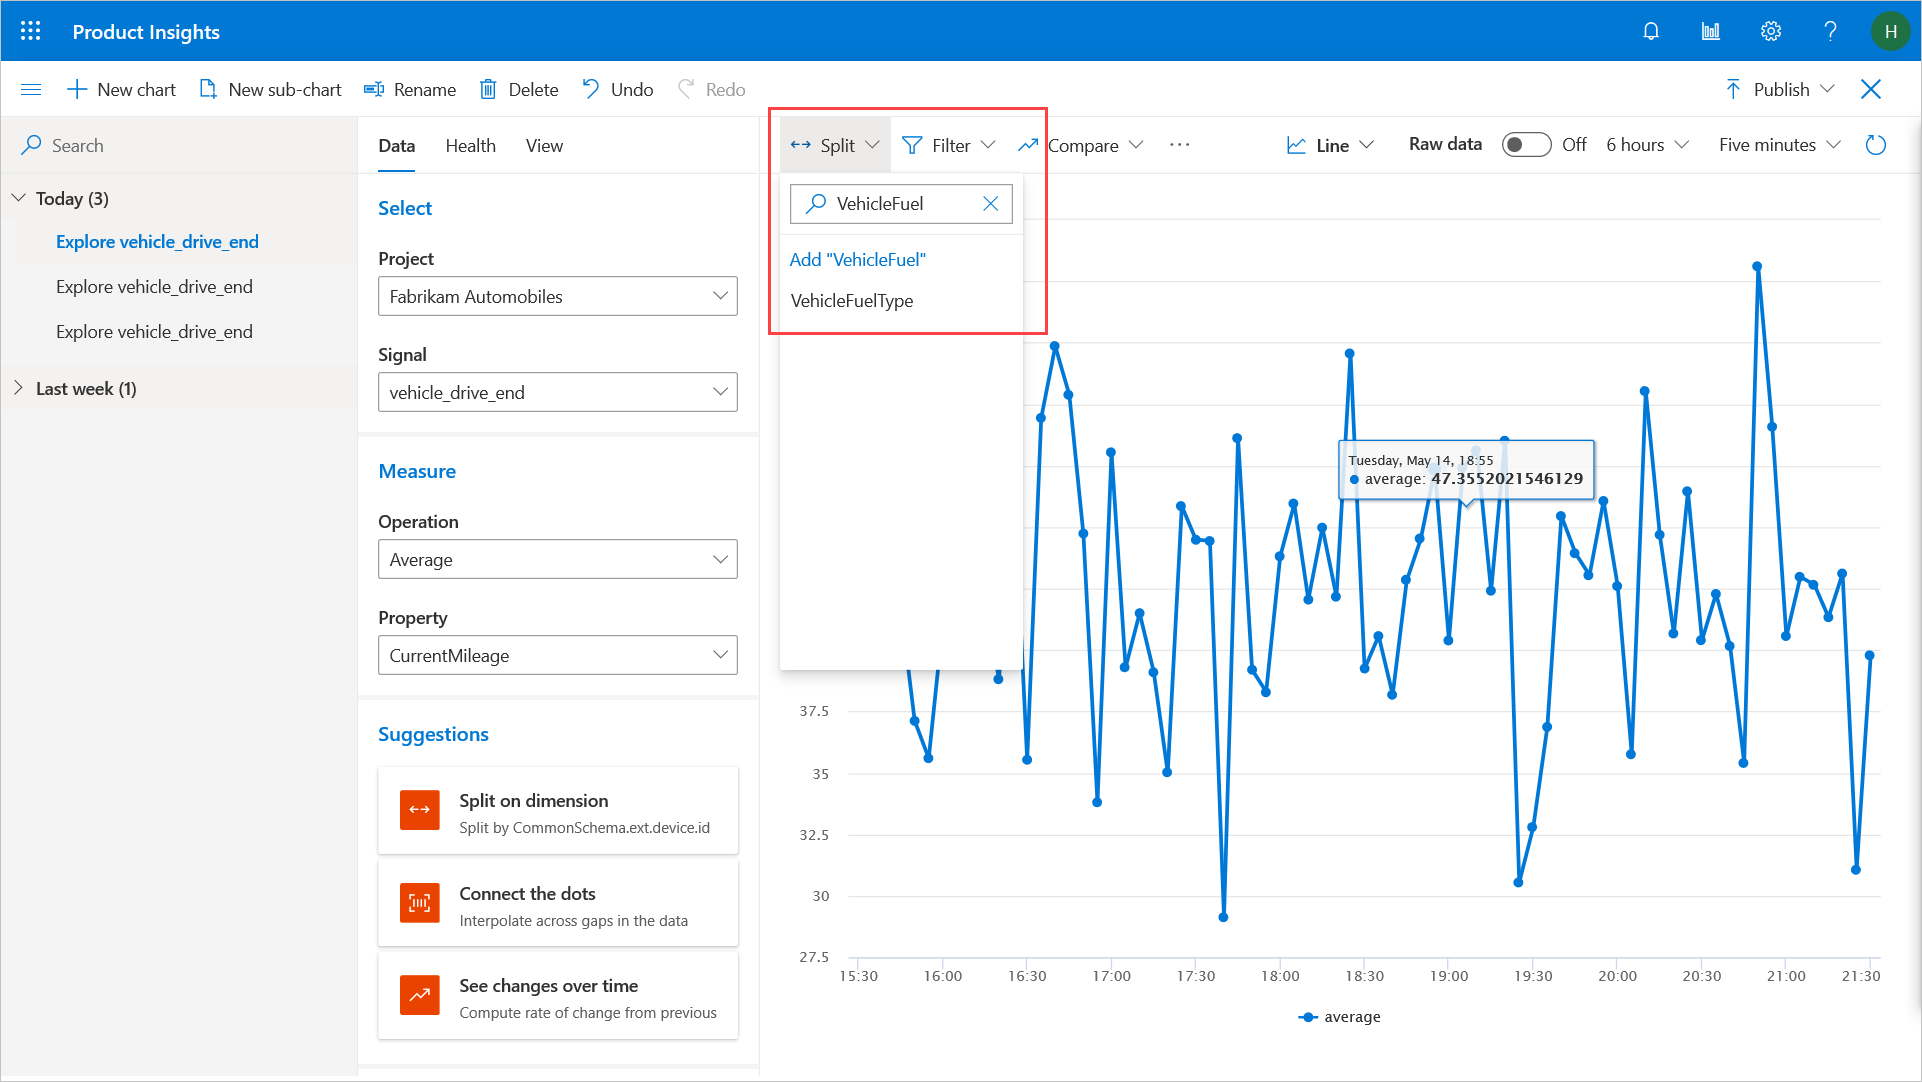 Product Insights
H
New chart
New sub-chart
Rename
Delete
Undo
Redo
Publish
Search
Today (3)
Explore vehicle_drive_end
Explore vehicle_drive_end
Explore vehicle_drive_end
Last week (1)
Data
Health
View
Select
Project
Fabrikam Automobiles
Signal
vehicle_drive_end
Measure
Operation
Average
Property
CurrentMileage
Suggestions
Split on dimension
Split by CommonSchema.ext.device.id
Connect the dots
Interpolate across gaps in the data
See changes over time
Compute rate of change from previous
Split
Filter
Compare
Line
Raw data
Off
6 hours
Five minutes
VehicleFuel
Add "VehicleFuel"
VehicleFuelType
Tuesday, May 14, 18:55
average: 47.3552021546129
37.5
35
32.5
30
27.5
15:30
16:00
16:30
17:00
17:30
18:00
18:30
19:00
19:30
20:00
20:30
21:00
21:30
average